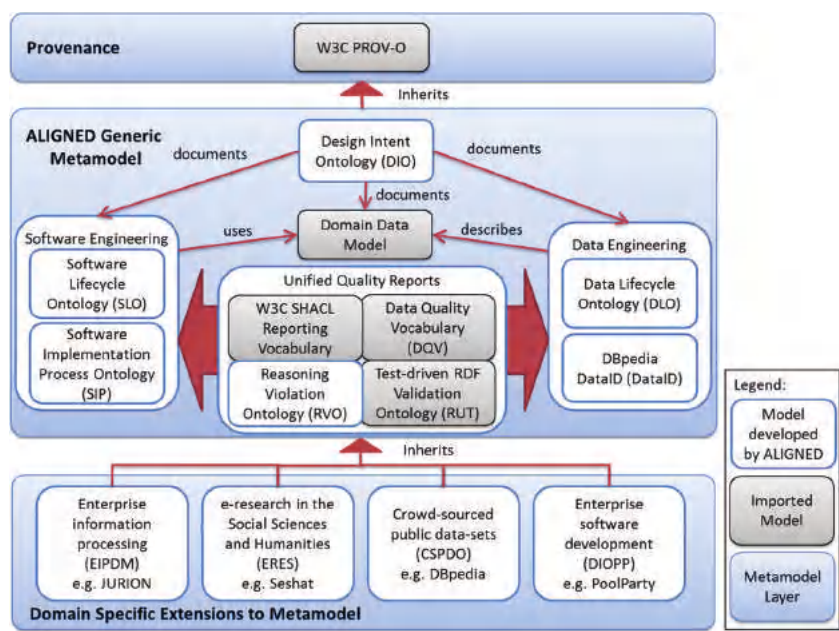 Provenance
W3C PROV-O
Inherits
ALIGNED Generic
Metamodel
documents
Design Intent
Ontology (DIO)
documents
documents
Software Engineering
uses
Domain Data
Model
describes
Data Engineering
Software
Lifecycle
Ontology (SLO)
Software
Implementation
Process Ontology
(SIP)
Unified Quality Reports
W3C SHACL
Reporting
Vocabulary
Data Quality
Vocabulary
(DQV)
Reasoning
Violation
Ontology (RVO)
Test-driven RDF
Validation
Ontology (RUT)
Data Lifecycle
Ontology (DLO)
DBpedia
DataID (DataID)
Inherits
Enterprise
information
processing
(EIPDM)
e.g. JURION
e-research in the
Social Sciences
and Humanities
(ERES)
e.g. Seshat
Crowd-sourced
public data-sets
(CSPDO)
e.g. DBpedia
Enterprise
software
development
(DIOPP)
e.g. PoolParty
Domain Specific Extensions to Metamodel
Legend:
Model
developed
by ALIGNED
Imported
Model
Metamodel
Layer